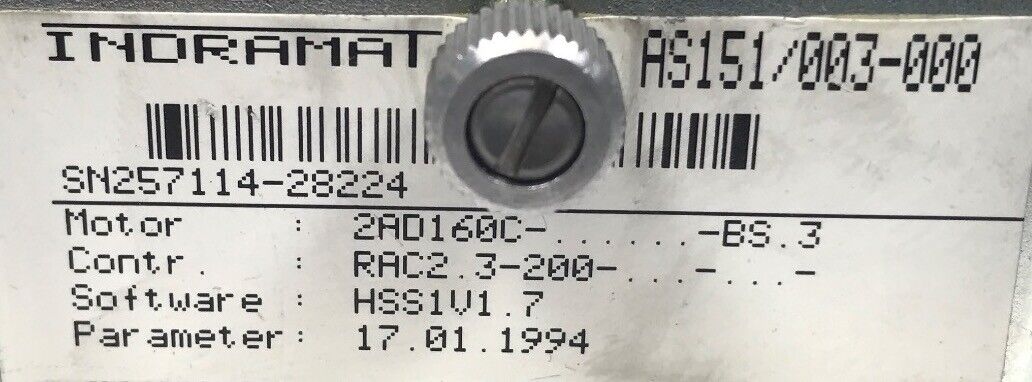 INDRAMAT AS151/003-000
SN257114-28224
Motor : 2AD160C-.......-BS.3
Contr. : RAC2.3-200-...-...-
Software : HSS1V1.7
Parameter: 17.01.1994